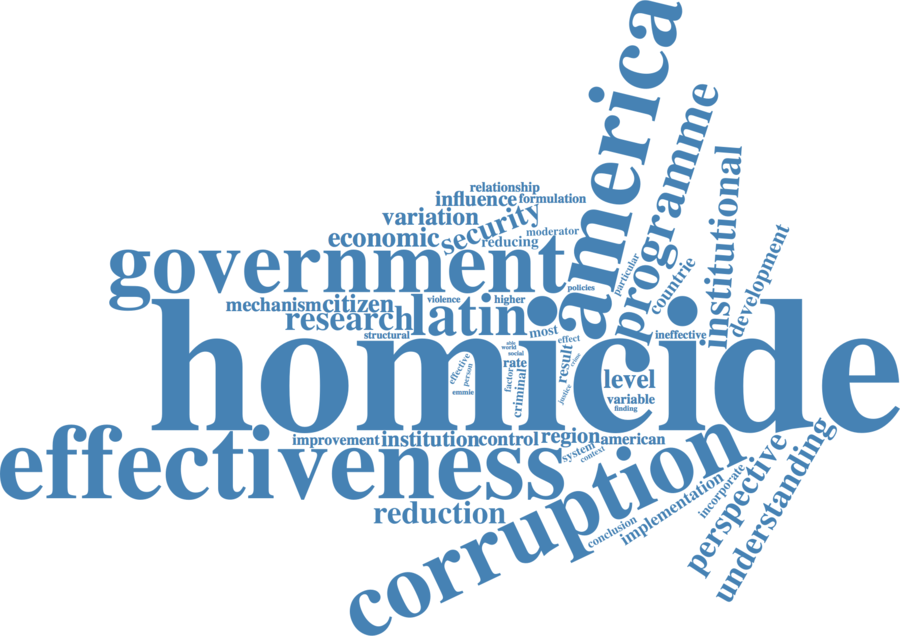 america
programme
institutional
relationship
influence
formulation
variation
security
economic
reducing
moderator
government
particular
countrie
development
policies
mechanism
citizen
violence
higher
research
latin
most
structural
effect
ineffective
homicide
able
world
social
rate
result
crime
effective
person
factor
criminal
justice
emmie
level
variable
finding
effectiveness
improvement
institution
control
region
american
system
context
corruption
reduction
conclusion
implementation
incorporate
perspective
understanding